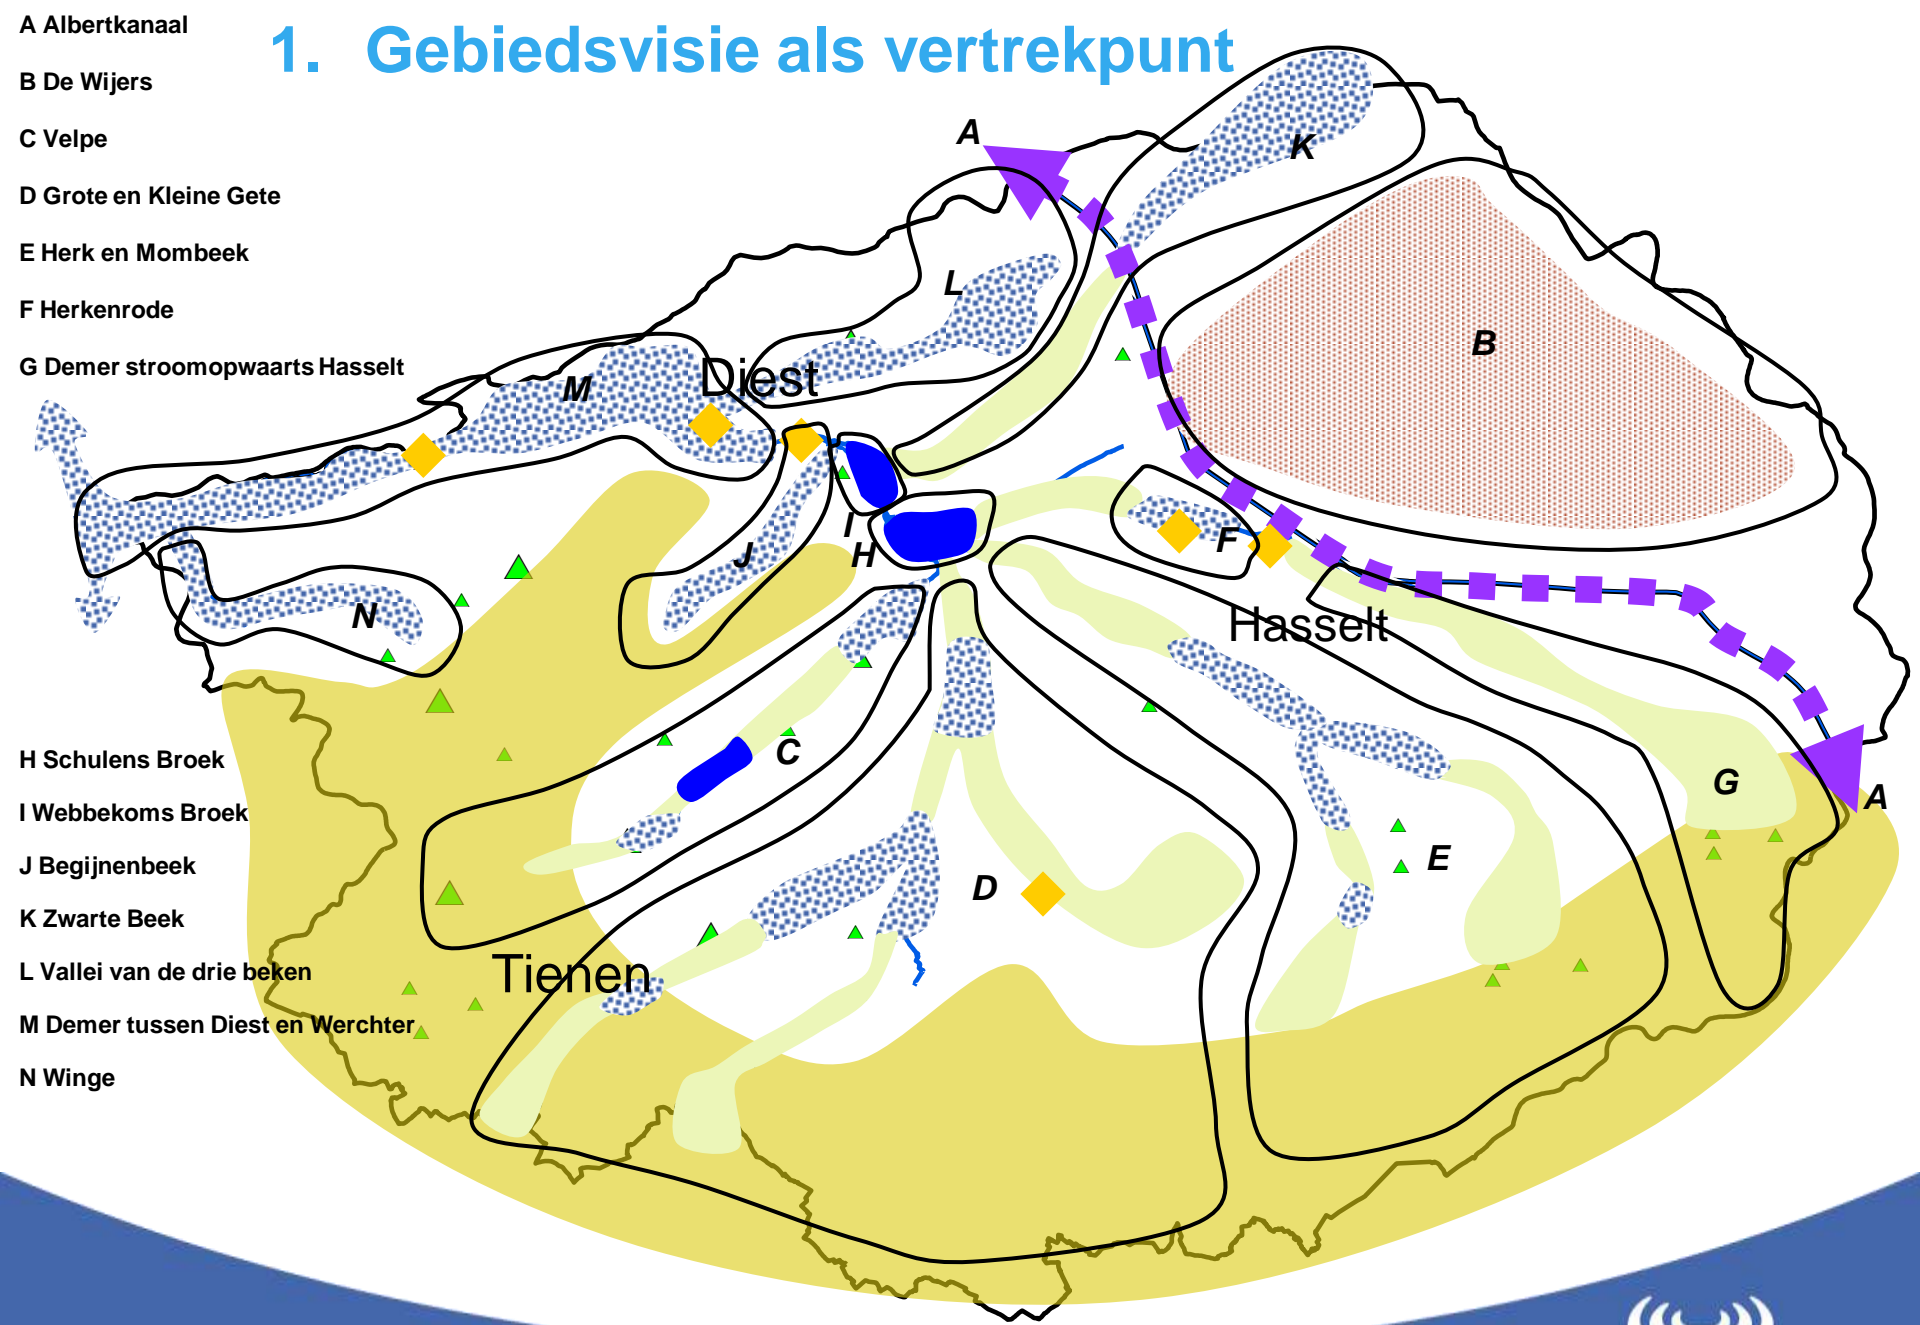 1. Gebiedsvisie als vertrekpunt
A Albertkanaal
B De Wijers
C Velpe
D Grote en Kleine Gete
E Herk en Mombeek
F Herkenrode
G Demer stroomopwaarts Hasselt
H Schulens Broek
I Webbekoms Broek
J Begijnenbeek
K Zwarte Beek
L Vallei van de drie beken
M Demer tussen Diest en Werchter
N Winge
A
K
L
B
M
Diest
I
H
J
F
N
Hasselt
C
G
A
E
D
Tienen